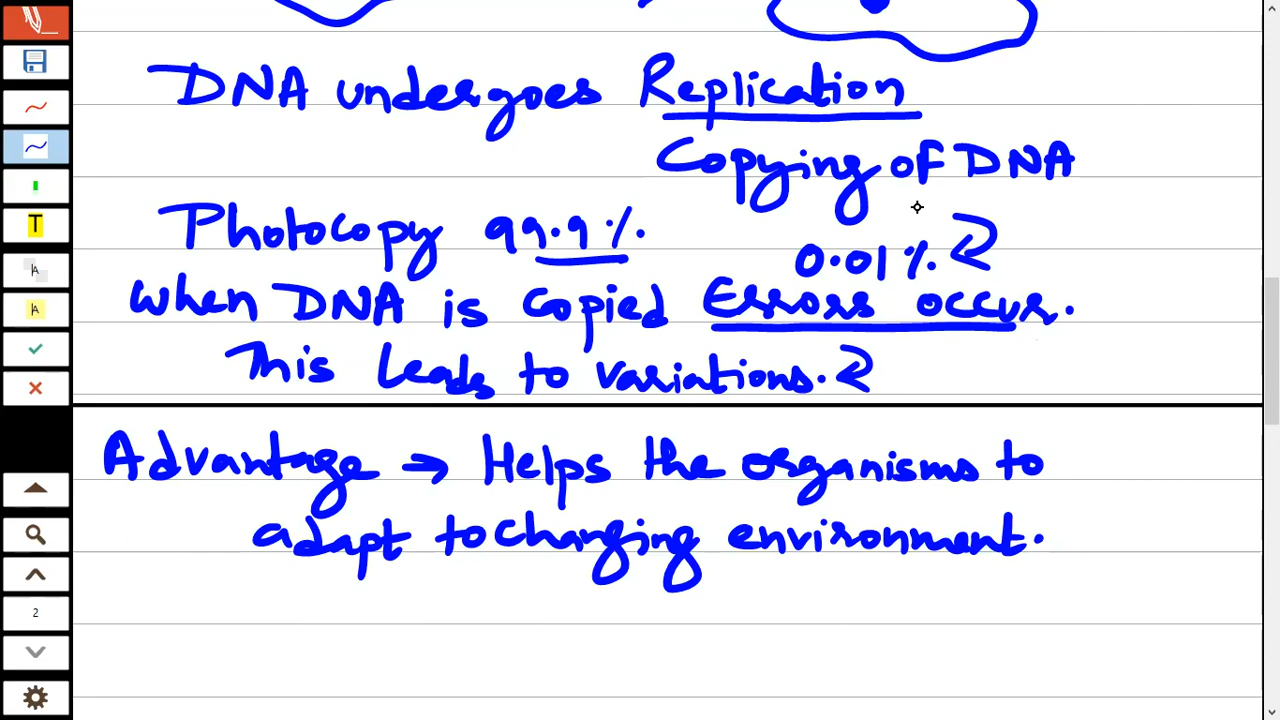 DNA undergoes Replication
Copying of DNA
Photocopy 99.9%.
0.01%
When DNA is copied Errors occur.
This leads to variations.
Advantage → Helps the organisms to
adapt to changing environment.
T
A
A
2